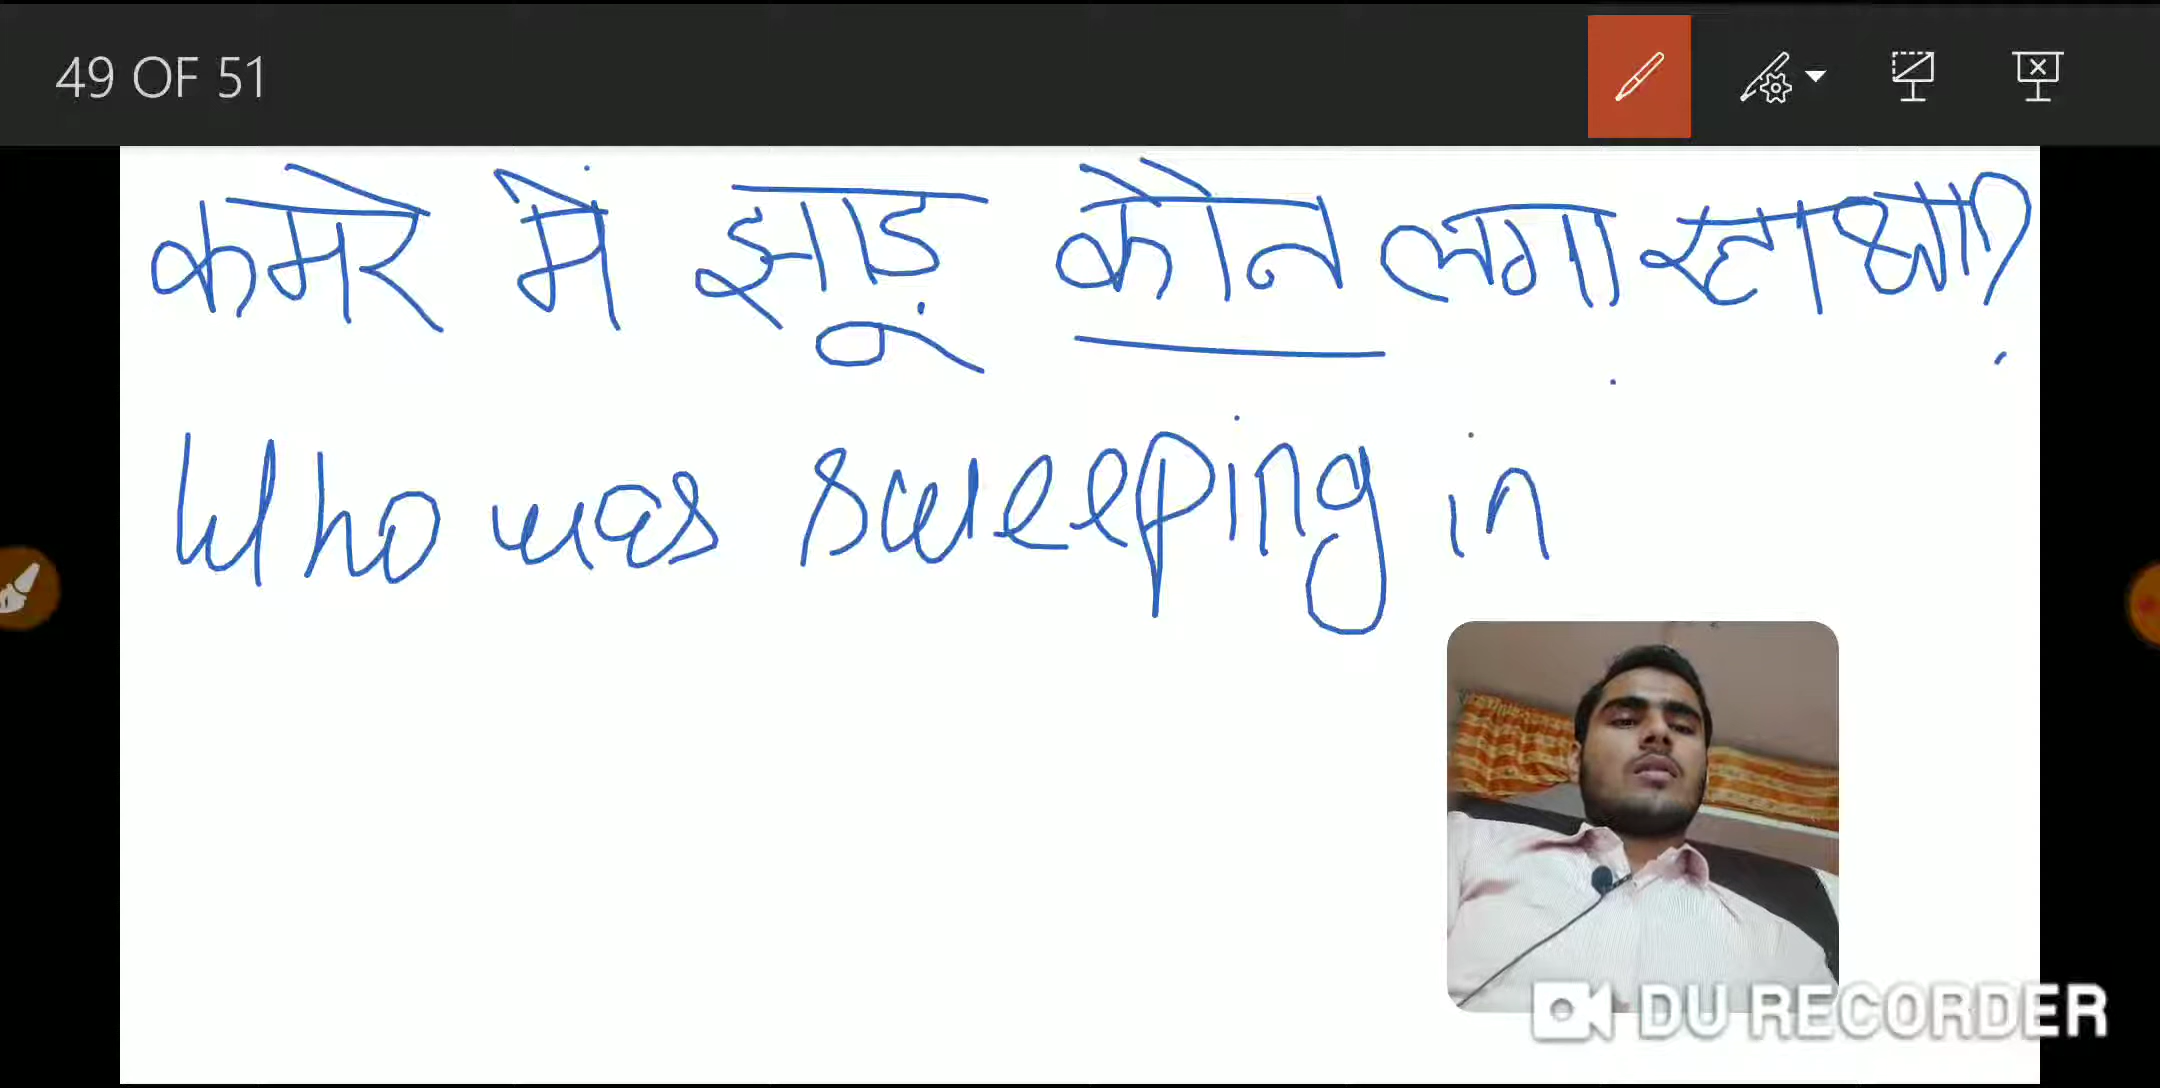 49 OF 51
कमरे में झाड़ू कौन लगा रहा था?
Who was sweeping in
DU RECORDER